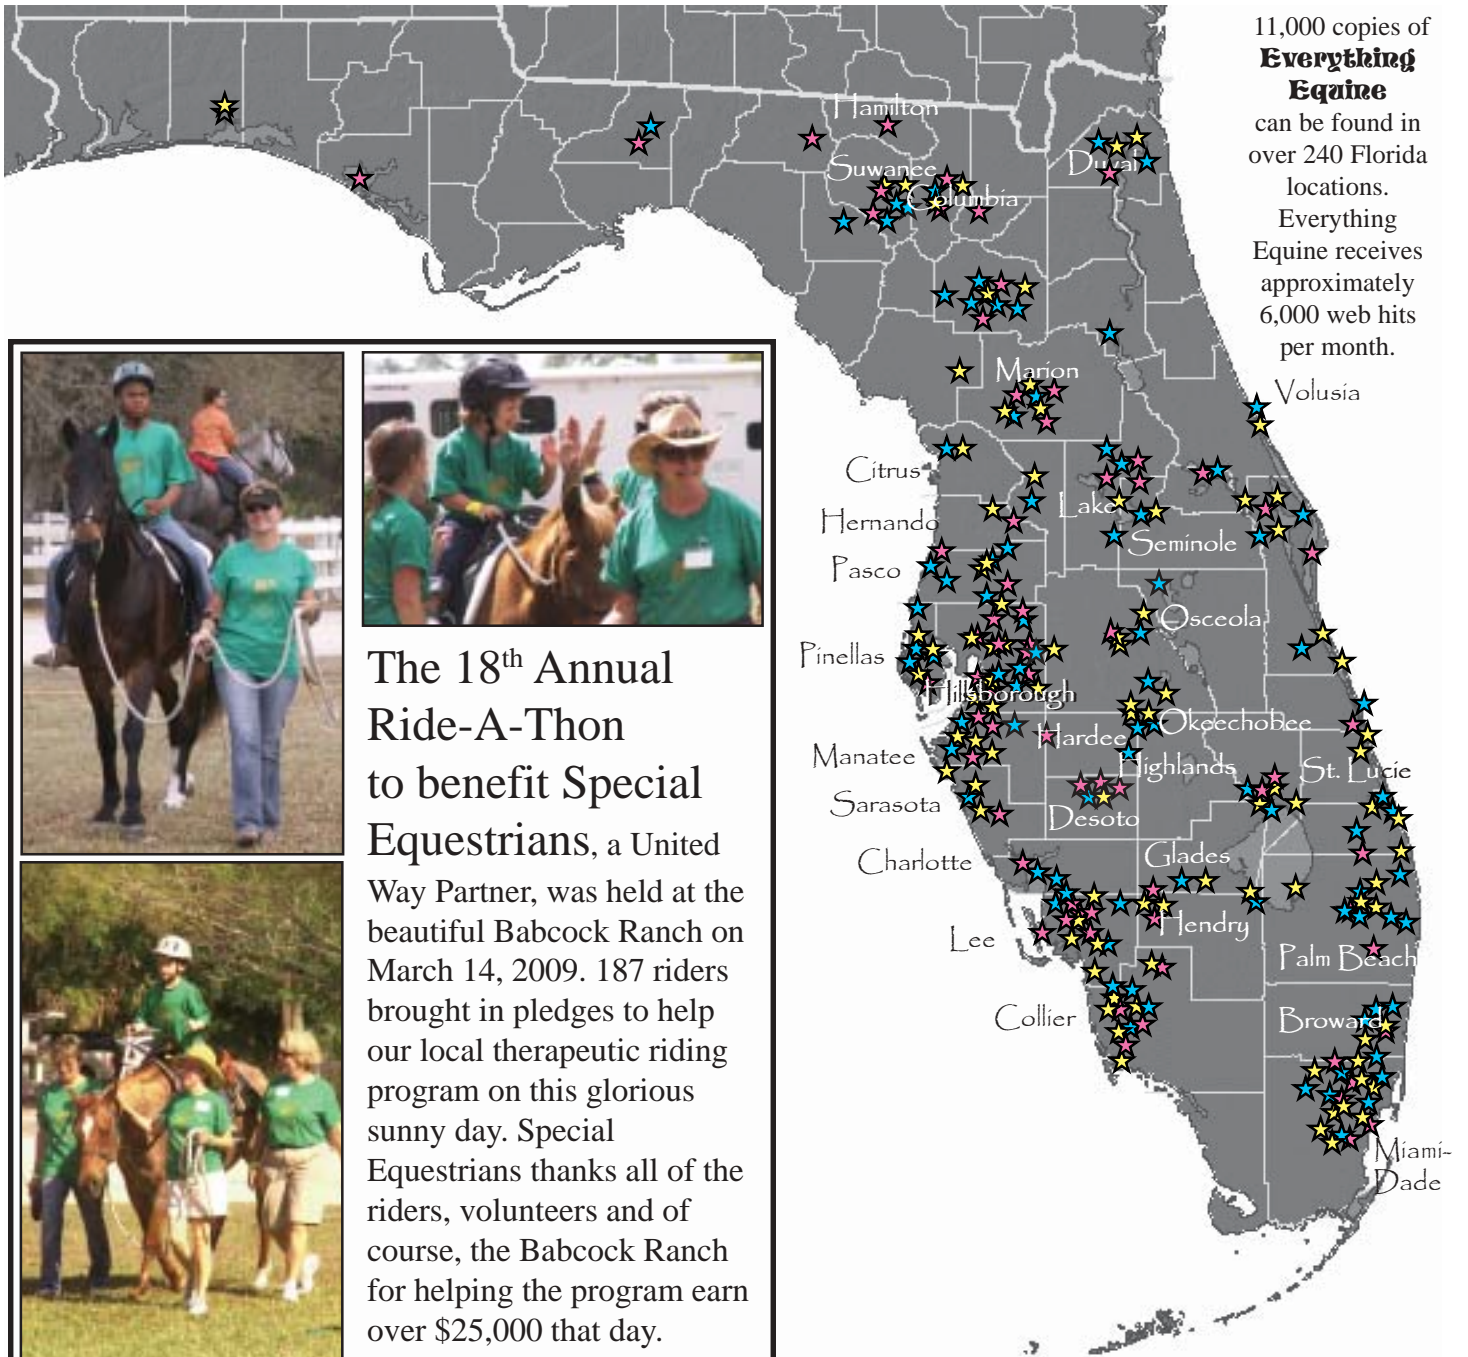 11,000 copies of
Everything
Equine
can be found in
over 240 Florida
locations.
Everything
Equine receives
approximately
6,000 web hits
per month.
Hamilton
Suwanee
Duval
Columbia
Marion
Volusia
Citrus
Lake
Hernando
Seminole
Pasco
Osceola
Pinellas
Hillsborough
Okeechobee
Hardee
Manatee
Highlands
St. Lucie
Sarasota
Desoto
Charlotte
Glades
Hendry
Lee
Palm Beach
Collier
Broward
Miami-
Dade
The 18th Annual
Ride-A-Thon
to benefit Special
Equestrians, a United
Way Partner, was held at the
beautiful Babcock Ranch on
March 14, 2009. 187 riders
brought in pledges to help
our local therapeutic riding
program on this glorious
sunny day. Special
Equestrians thanks all of the
riders, volunteers and of
course, the Babcock Ranch
for helping the program earn
over $25,000 that day.